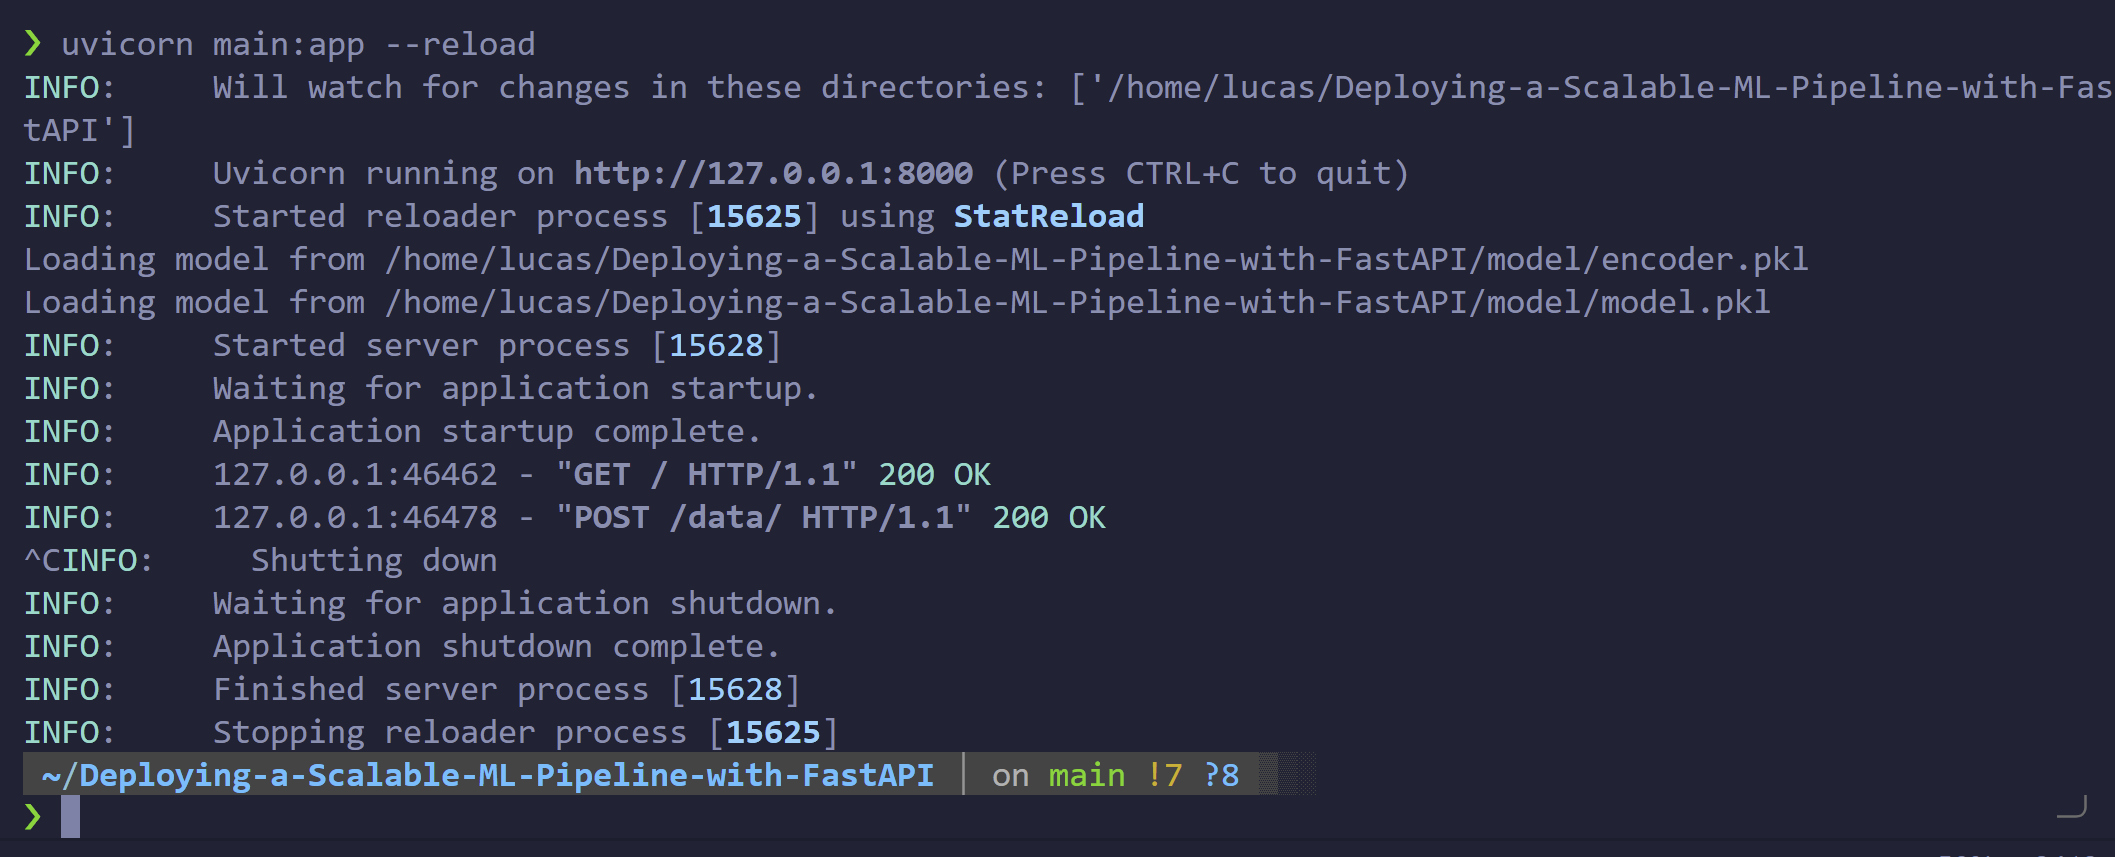 ❯ uvicorn main:app --reload
INFO:     Will watch for changes in these directories: ['/home/lucas/Deploying-a-Scalable-ML-Pipeline-with-Fas
tAPI']
INFO:     Uvicorn running on http://127.0.0.1:8000 (Press CTRL+C to quit)
INFO:     Started reloader process [15625] using StatReload
Loading model from /home/lucas/Deploying-a-Scalable-ML-Pipeline-with-FastAPI/model/encoder.pkl
Loading model from /home/lucas/Deploying-a-Scalable-ML-Pipeline-with-FastAPI/model/model.pkl
INFO:     Started server process [15628]
INFO:     Waiting for application startup.
INFO:     Application startup complete.
INFO:     127.0.0.1:46462 - "GET / HTTP/1.1" 200 OK
INFO:     127.0.0.1:46478 - "POST /data/ HTTP/1.1" 200 OK
^CINFO:     Shutting down
INFO:     Waiting for application shutdown.
INFO:     Application shutdown complete.
INFO:     Finished server process [15628]
INFO:     Stopping reloader process [15625]
~/Deploying-a-Scalable-ML-Pipeline-with-FastAPI │ on main !7 ?8
❯